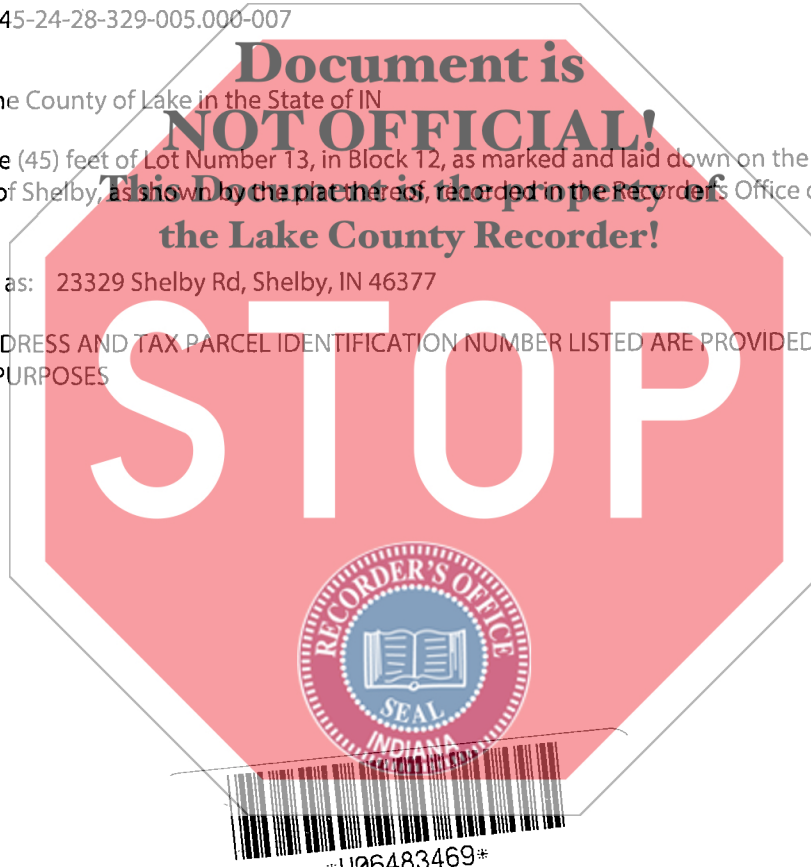 45-24-28-329-005.000-007
Document is
he County of Lake in the State of IN
NOT OFFICIAL!
e (45) feet of Lot Number 13, in Block 12, as marked and laid down on the
of Shelby, as shown by the plat thereof, recorded in the Recorder's Office
This Document is the property of
the Lake County Recorder!
as: 23329 Shelby Rd, Shelby, IN 46377
DRESS AND TAX PARCEL IDENTIFICATION NUMBER LISTED ARE PROVIDED
PURPOSES
STOP
RECORDER'S OFFICE
SEAL
INDIANA
*U06483469*